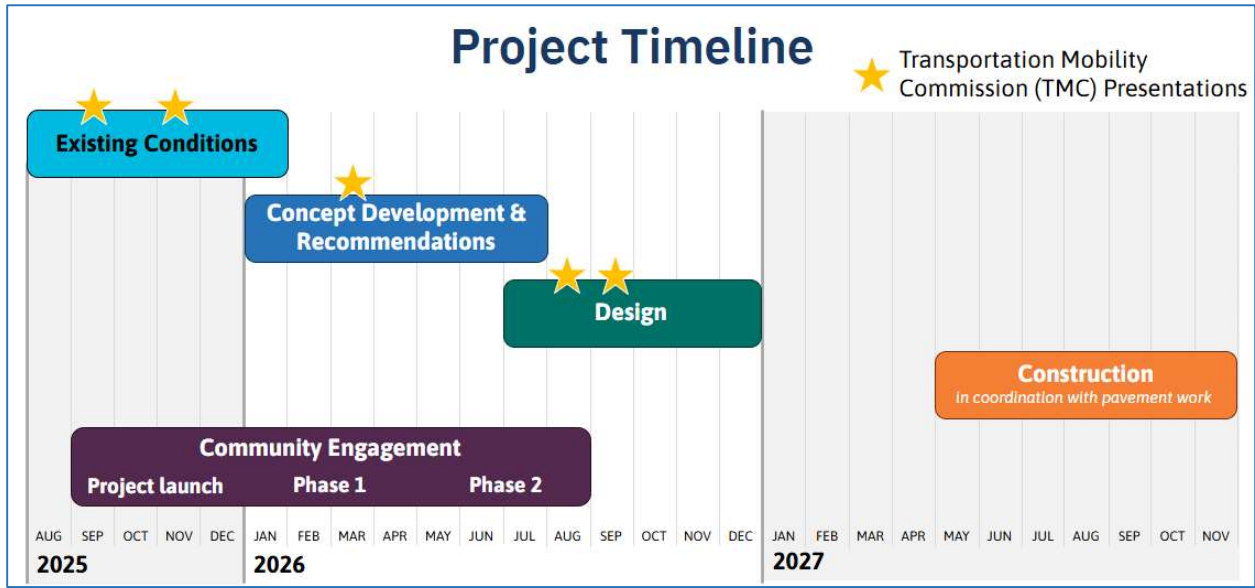 Project Timeline
Transportation Mobility
Commission (TMC) Presentations
Existing Conditions
Concept Development &
Recommendations
Design
Construction
in coordination with pavement work
Community Engagement
Project launch Phase 1 Phase 2
AUG SEP OCT NOV DEC JAN FEB MAR APR MAY JUN JUL AUG SEP OCT NOV DEC JAN FEB MAR APR MAY JUN JUL AUG SEP OCT NOV
2025 2026 2027